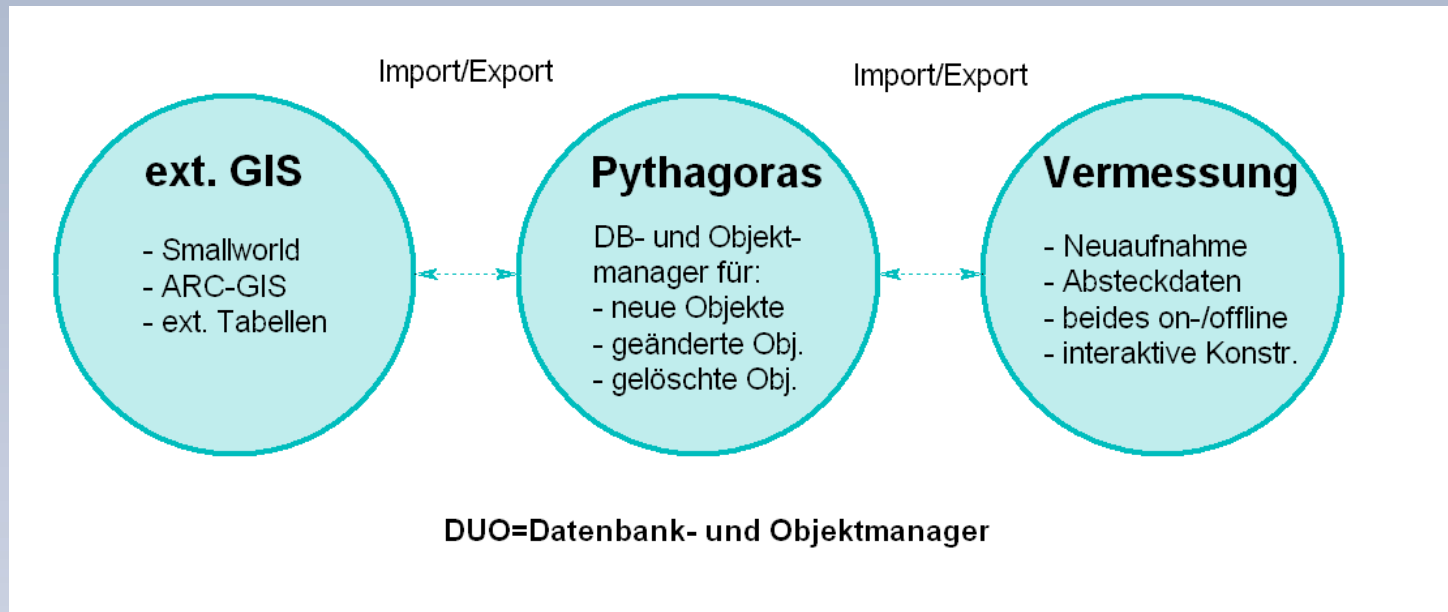 Import/Export
Import/Export
ext. GIS
- Smallworld
- ARC-GIS
- ext. Tabellen
Pythagoras
DB- und Objekt-
manager für:
- neue Objekte
- geänderte Obj.
- gelöschte Obj.
Vermessung
- Neuaufnahme
- Absteckdaten
- beides on-/offline
- interaktive Konstr.
DUO=Datenbank- und Objektmanager